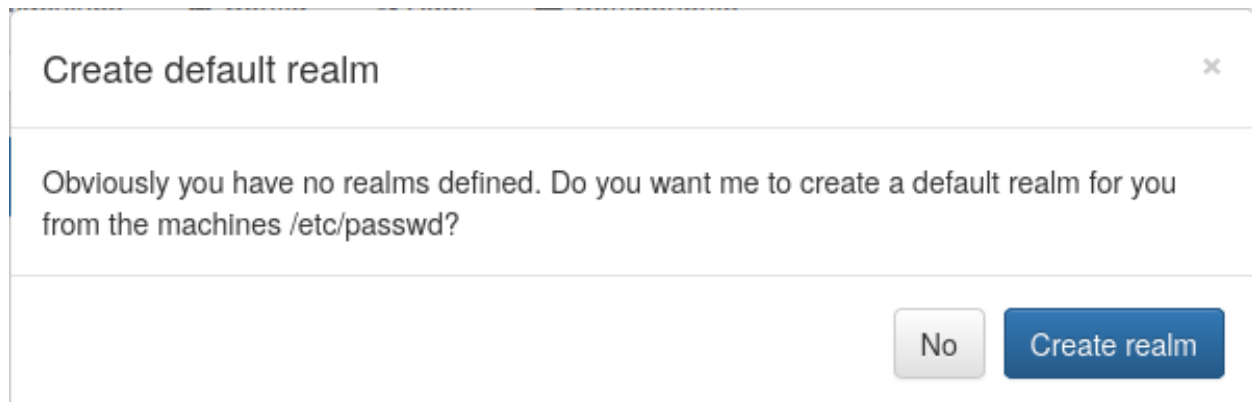 Create default realm ×
Obviously you have no realms defined. Do you want me to create a default realm for you
from the machines /etc/passwd?
No Create realm